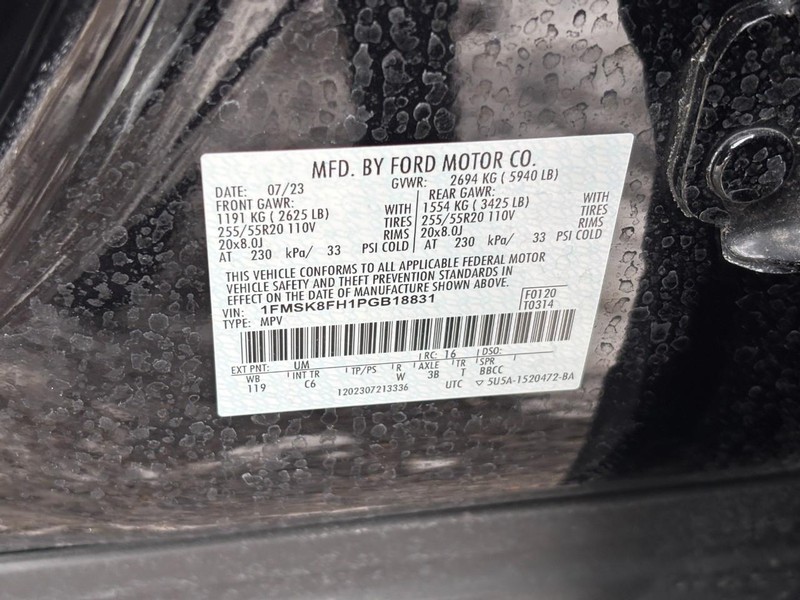 MFD. BY FORD MOTOR CO.
DATE: 07/23 GVWR: 2694 KG ( 5940 LB)
FRONT GAWR: REAR GAWR:
1191 KG ( 2625 LB) WITH 1554 KG ( 3425 LB) WITH
255/55R20 110V TIRES 255/55R20 110V TIRES
20x8.0J RIMS 20x8.0J RIMS
AT 230 kPa/ 33 PSI COLD AT 230 kPa/ 33 PSI COLD
THIS VEHICLE CONFORMS TO ALL APPLICABLE FEDERAL MOTOR
VEHICLE SAFETY AND THEFT PREVENTION STANDARDS IN
EFFECT ON THE DATE OF MANUFACTURE SHOWN ABOVE.
VIN: 1FMSK8FH1PGB18831 F0120
TYPE: MPV T0314
EXT PNT: UM RC: 16 DSO:
WB INT TR TP/PS R AXLE TR SPR
119 C6 W 3B T BBCC
1202307213336 UTC ▽ 5U5A-1520472-BA